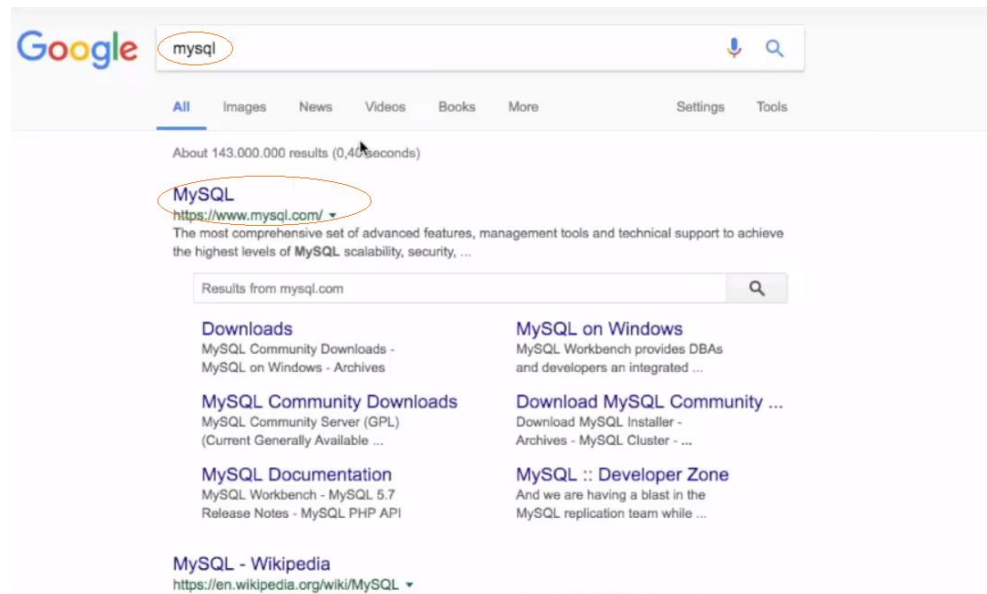 Google mysql
All Images News Videos Books More Settings Tools
About 143.000.000 results (0,40 seconds)
MySQL
https://www.mysql.com/
The most comprehensive set of advanced features, management tools and technical support to achieve
the highest levels of MySQL scalability, security, ...
Results from mysql.com
Downloads
MySQL Community Downloads -
MySQL on Windows - Archives
MySQL on Windows
MySQL Workbench provides DBAs
and developers an integrated ...
MySQL Community Downloads
MySQL Community Server (GPL)
(Current Generally Available ...
Download MySQL Community ...
Download MySQL Installer -
Archives - MySQL Cluster - ...
MySQL Documentation
MySQL Workbench - MySQL 5.7
Release Notes - MySQL PHP API
MySQL :: Developer Zone
And we are having a blast in the
MySQL replication team while ...
MySQL - Wikipedia
https://en.wikipedia.org/wiki/MySQL